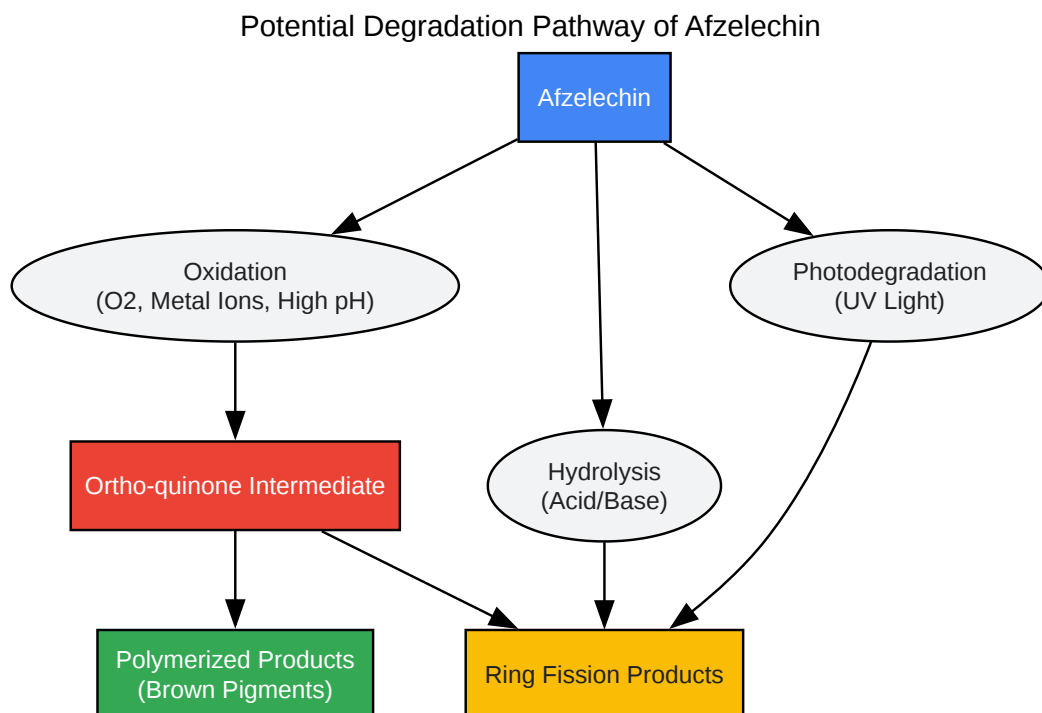 Potential Degradation Pathway of Afzelechin
Afzelechin
Oxidation
(O2, Metal Ions, High pH)
Photodegradation
(UV Light)
Ortho-quinone Intermediate
Hydrolysis
(Acid/Base)
Polymerized Products
(Brown Pigments)
Ring Fission Products